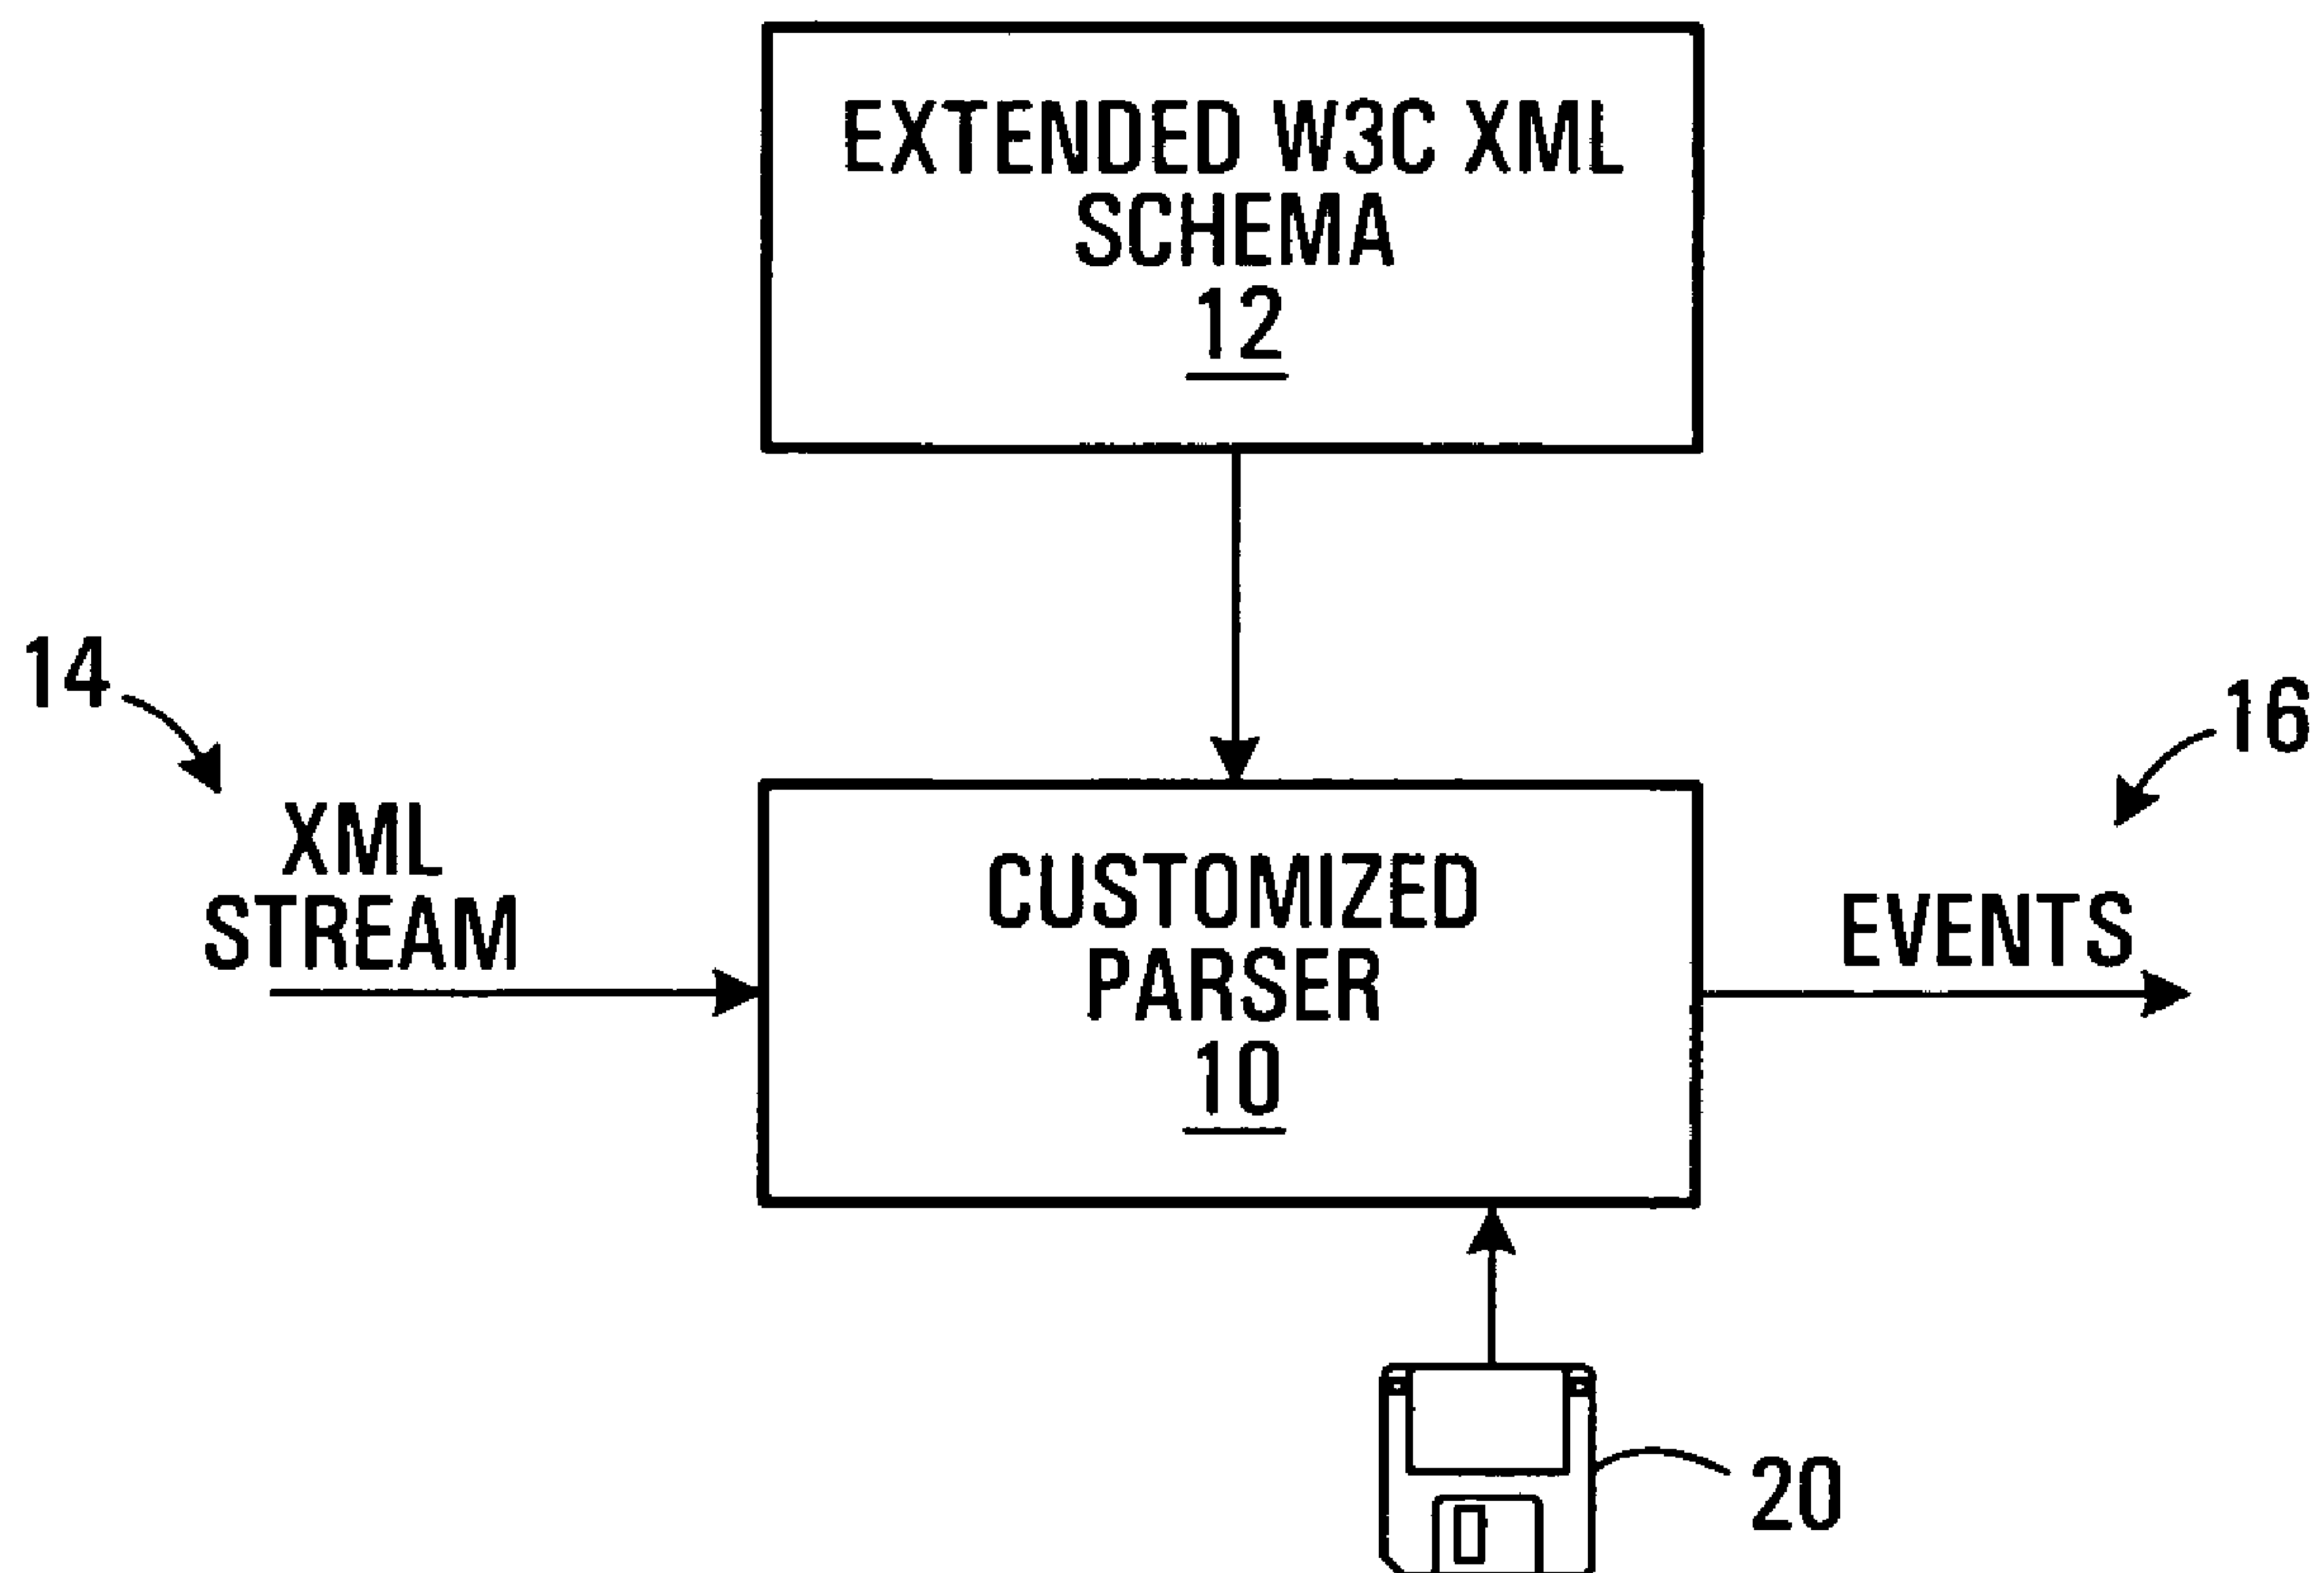 EXTENDED W3C XML
SCHEMA
12
14
16
XML
STREAM
CUSTOMIZED
PARSER
10
EVENTS
20